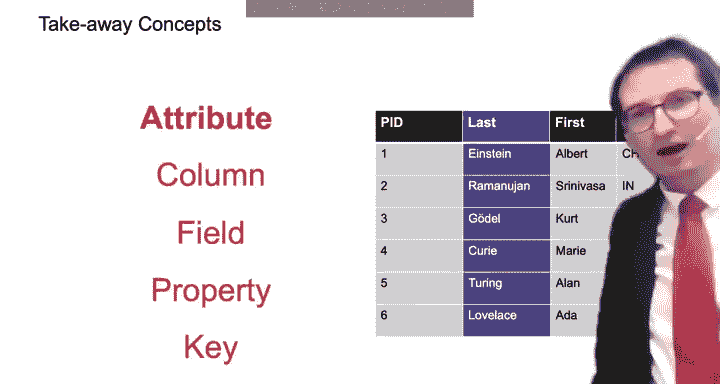 Take-away Concepts
Attribute
Column
Field
Property
Key
PID Last First
1 Einstein Albert CH
2 Ramanujan Srinivasa IN
3 Gödel Kurt
4 Curie Marie
5 Turing Alan
6 Lovelace Ada